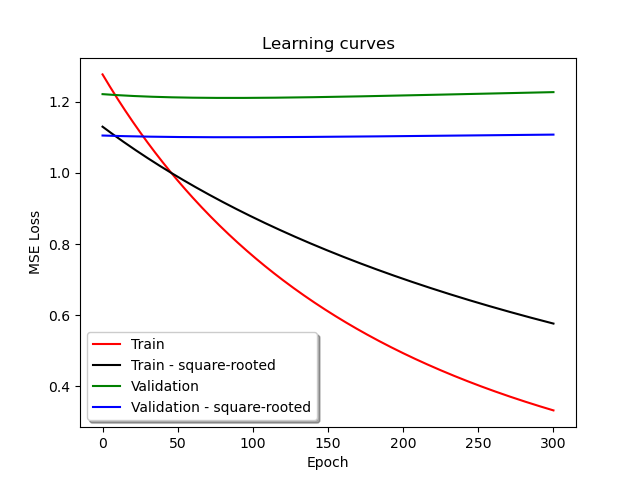 Learning curves
MSE Loss
1.2
1.0
0.8
0.6
0.4
Train
Train - square-rooted
Validation
Validation - square-rooted
0 50 100 150 200 250 300
Epoch